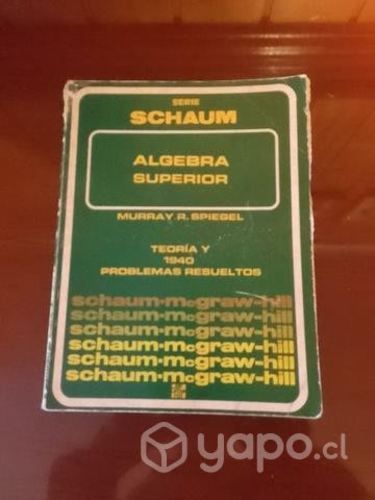 SERIE
SCHAUM
ALGEBRA
SUPERIOR
MURRAY R. SPIEGEL
TEORÍA Y
1940
PROBLEMAS RESUELTOS
schaum·mcgraw-hill
schaum·mcgraw-hill
schaum·mcgraw-hill
schaum·mcgraw-hill
schaum·mcgraw-hill
schaum·mcgraw-hill
yapo.cl